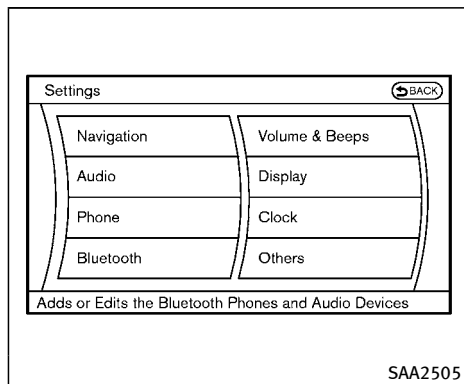 Settings BACK
Navigation Volume & Beeps
Audio Display
Phone Clock
Bluetooth Others
Adds or Edits the Bluetooth Phones and Audio Devices
SAA2505